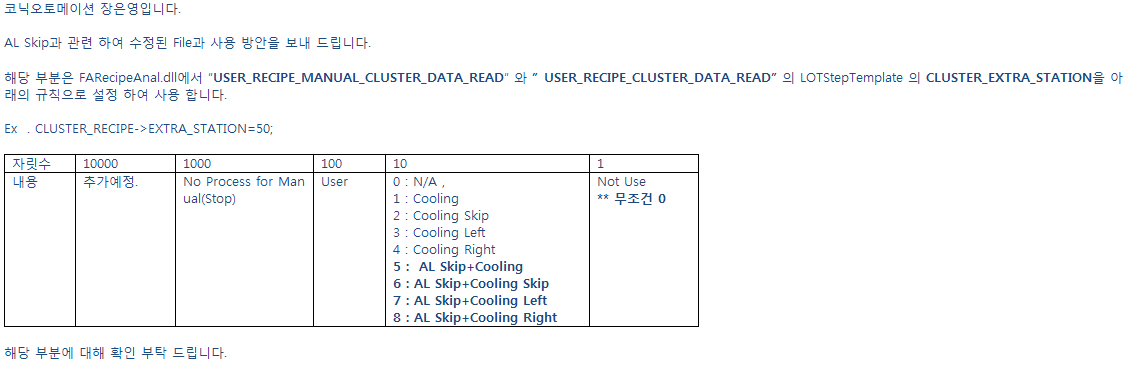 코닉오토메이션 장은영입니다.
AL Skip과 관련 하여 수정된 File과 사용 방안을 보내 드립니다.
해당 부분은 FARecipeAnal.dll에서 “USER_RECIPE_MANUAL_CLUSTER_DATA_READ“ 와 ” USER_RECIPE_CLUSTER_DATA_READ” 의 LOTStepTemplate 의 CLUSTER_EXTRA_STATION을 아
래의 규칙으로 설정 하여 사용 합니다.
Ex . CLUSTER_RECIPE->EXTRA_STATION=50;
자릿수 10000 1000 100 10 1
내용 추가예정. No Process for Man User 0 : N/A , Not Use
ual(Stop) 1 : Cooling ** 무조건 0
2 : Cooling Skip
3 : Cooling Left
4 : Cooling Right
5 : AL Skip+Cooling
6 : AL Skip+Cooling Skip
7 : AL Skip+Cooling Left
8 : AL Skip+Cooling Right
해당 부분에 대해 확인 부탁 드립니다.